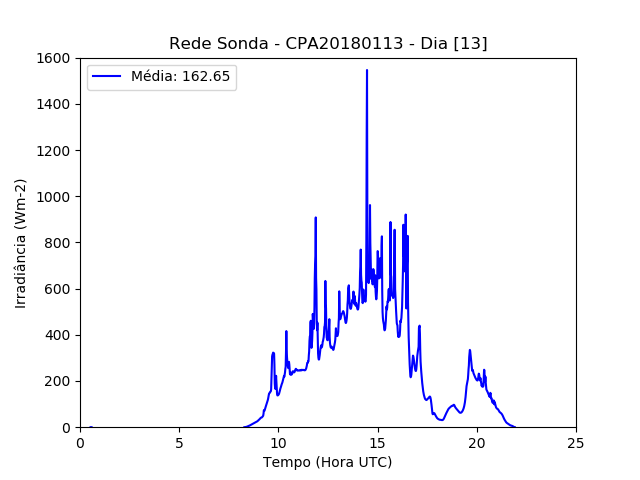 Rede Sonda - CPA20180113 - Dia [13]
Média: 162.65
Irradiância (Wm-2)
1600
1400
1200
1000
800
600
400
200
0
0 5 10 15 20 25
Tempo (Hora UTC)